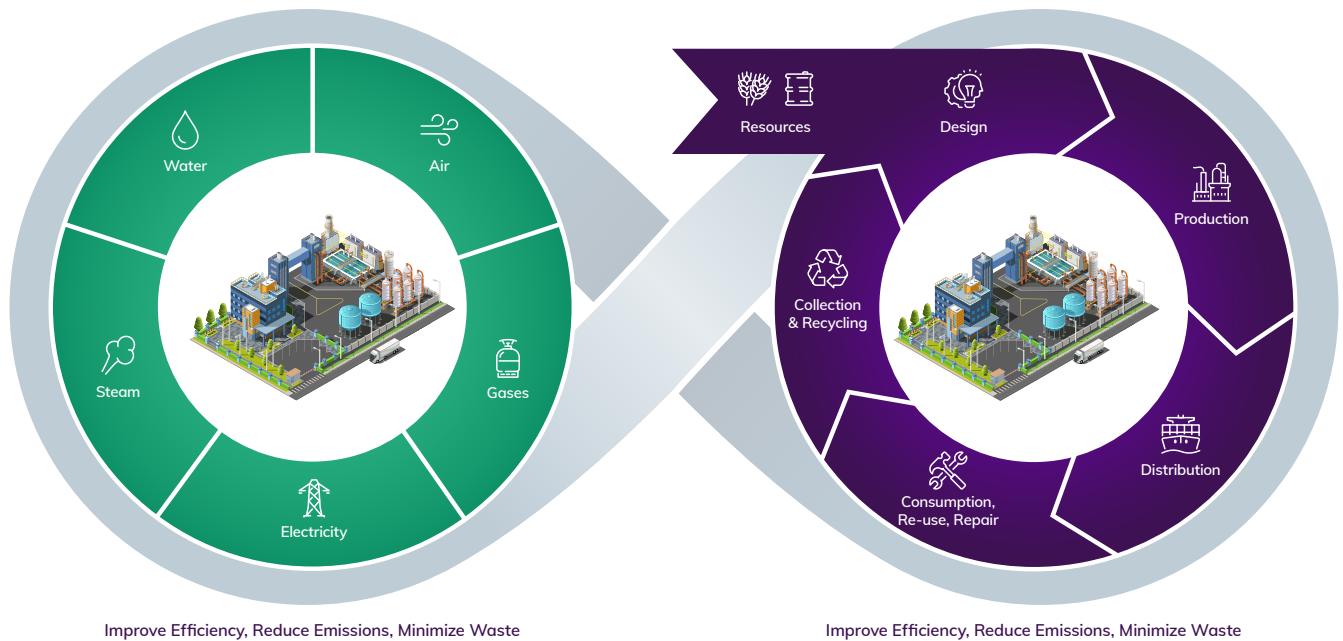 Water
Air
Steam
Gases
Electricity
Improve Efficiency, Reduce Emissions, Minimize Waste
Resources
Design
Production
Distribution
Consumption,
Re-use, Repair
Collection
& Recycling
Improve Efficiency, Reduce Emissions, Minimize Waste